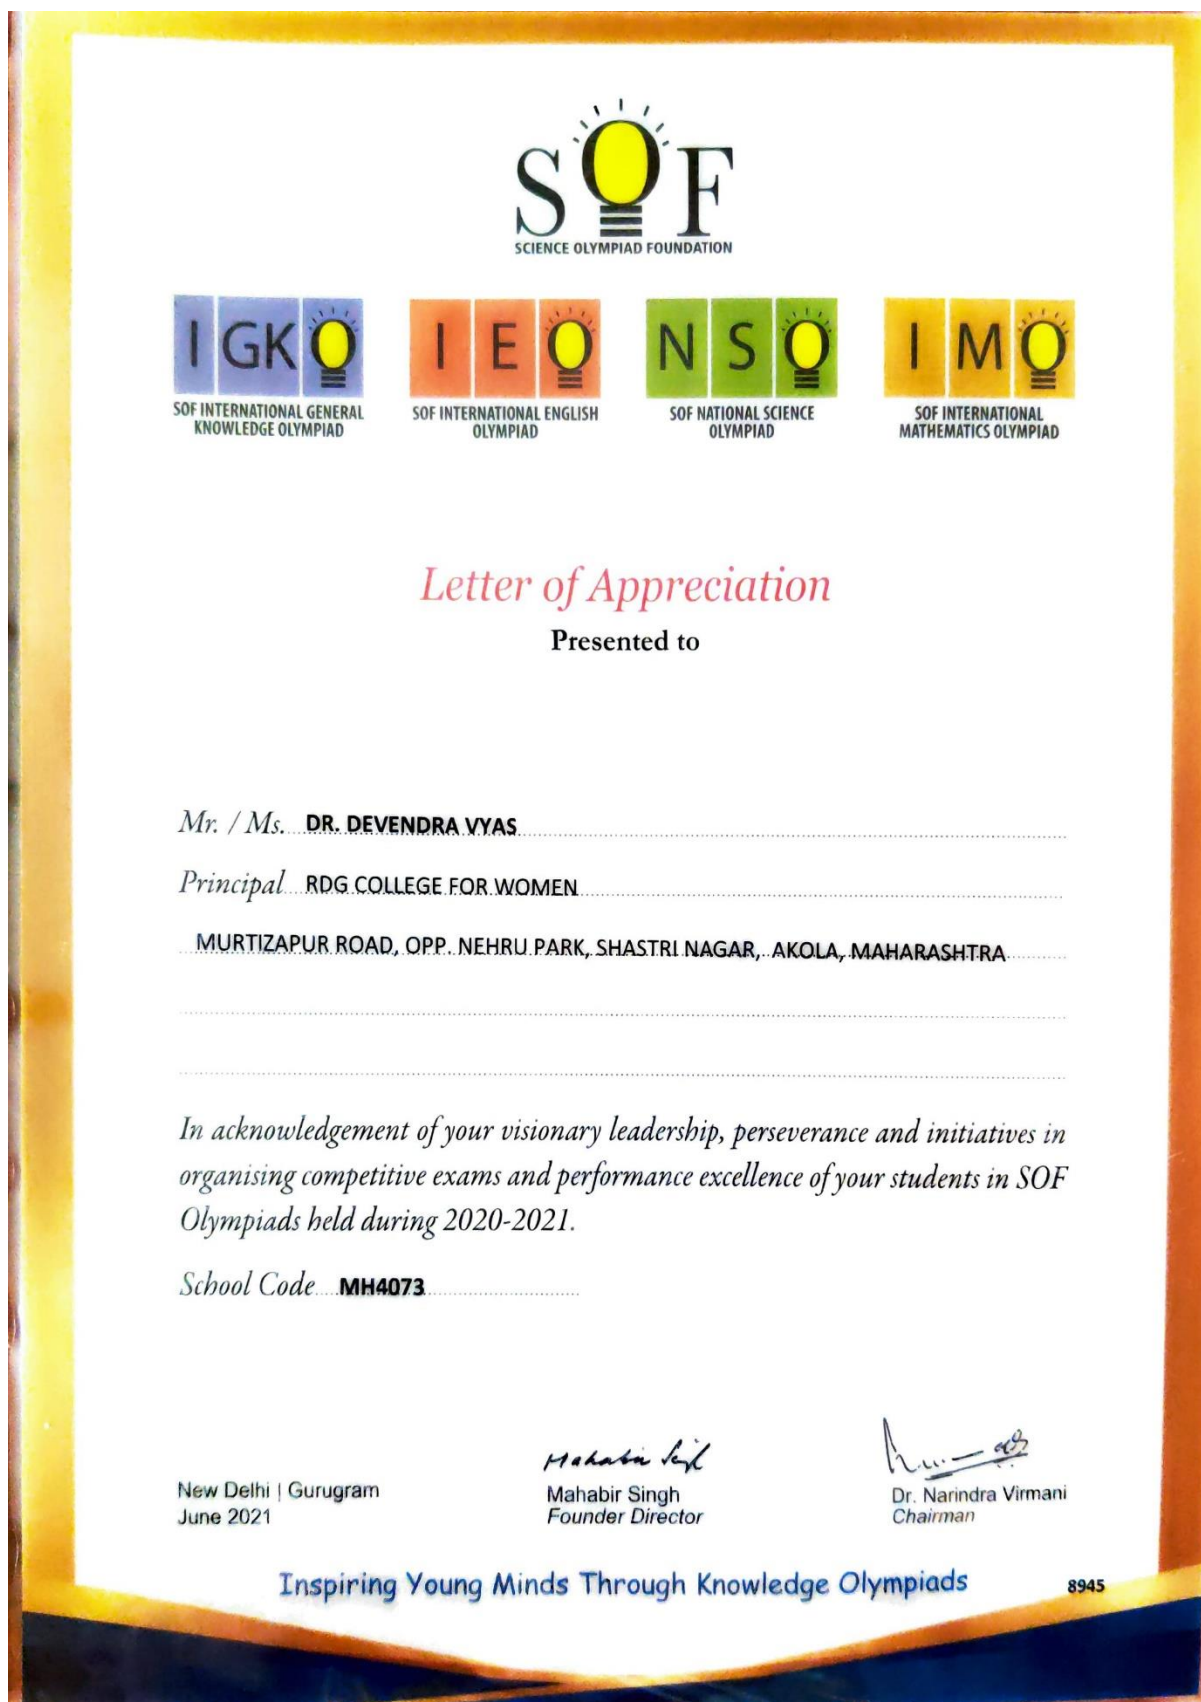 SOF
SCIENCE OLYMPIAD FOUNDATION
IGKO
SOF INTERNATIONAL GENERAL
KNOWLEDGE OLYMPIAD
IEO
SOF INTERNATIONAL ENGLISH
OLYMPIAD
NSO
SOF NATIONAL SCIENCE
OLYMPIAD
IMO
SOF INTERNATIONAL
MATHEMATICS OLYMPIAD
Letter of Appreciation
Presented to
Mr. / Ms. DR. DEVENDRA VYAS
Principal RDG COLLEGE FOR WOMEN
MURTIZAPUR ROAD, OPP. NEHRU PARK, SHASTRI NAGAR, AKOLA, MAHARASHTRA
In acknowledgement of your visionary leadership, perseverance and initiatives in
organising competitive exams and performance excellence of your students in SOF
Olympiads held during 2020-2021.
School Code MH4073
New Delhi | Gurugram
June 2021
Mahabir Singh
Mahabir Singh
Founder Director
Dr. Narindra Virmani
Chairman
Inspiring Young Minds Through Knowledge Olympiads
8945